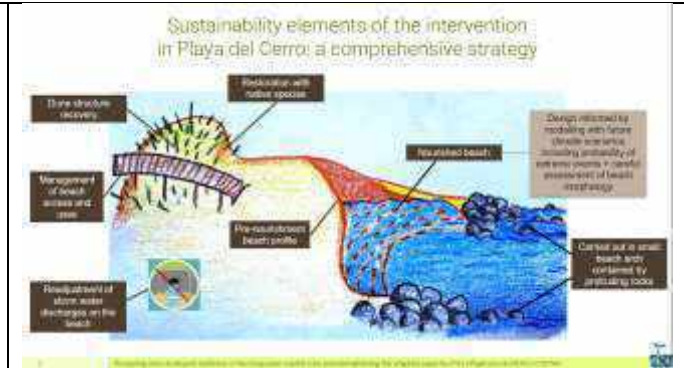 Sustainability elements of the intervention
in Playa del Cerro: a comprehensive strategy
Dune structure
recovery
Restoration with
native species
Management
of beach
access and
uses
Nourished beach
Design informed by
modelling with future
climate scenarios,
including probability of
extreme events + careful
assessment of beach
morphology
Pre-nourishment
beach profile
Readjustment of
storm water
discharges on the
beach
Carried out in small
beach arch
contained by
protruding rocks